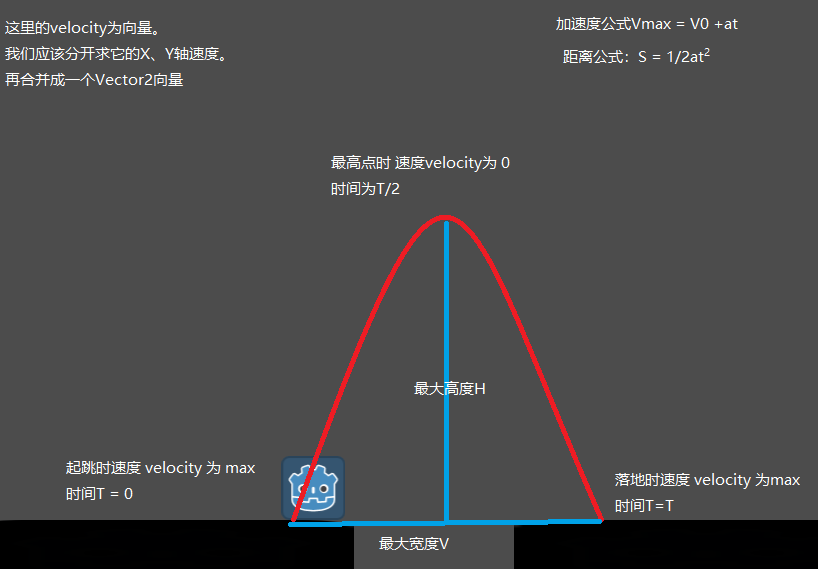 这里的velocity为向量。
我们应该分开求它的X、Y轴速度。
再合并成一个Vector2向量
加速度公式Vmax = V0 +at
距离公式：S = 1/2at²
最高点时 速度velocity为 0
时间为T/2
最大高度H
起跳时速度 velocity 为 max
时间T = 0
落地时速度 velocity 为max
时间T=T
最大宽度V